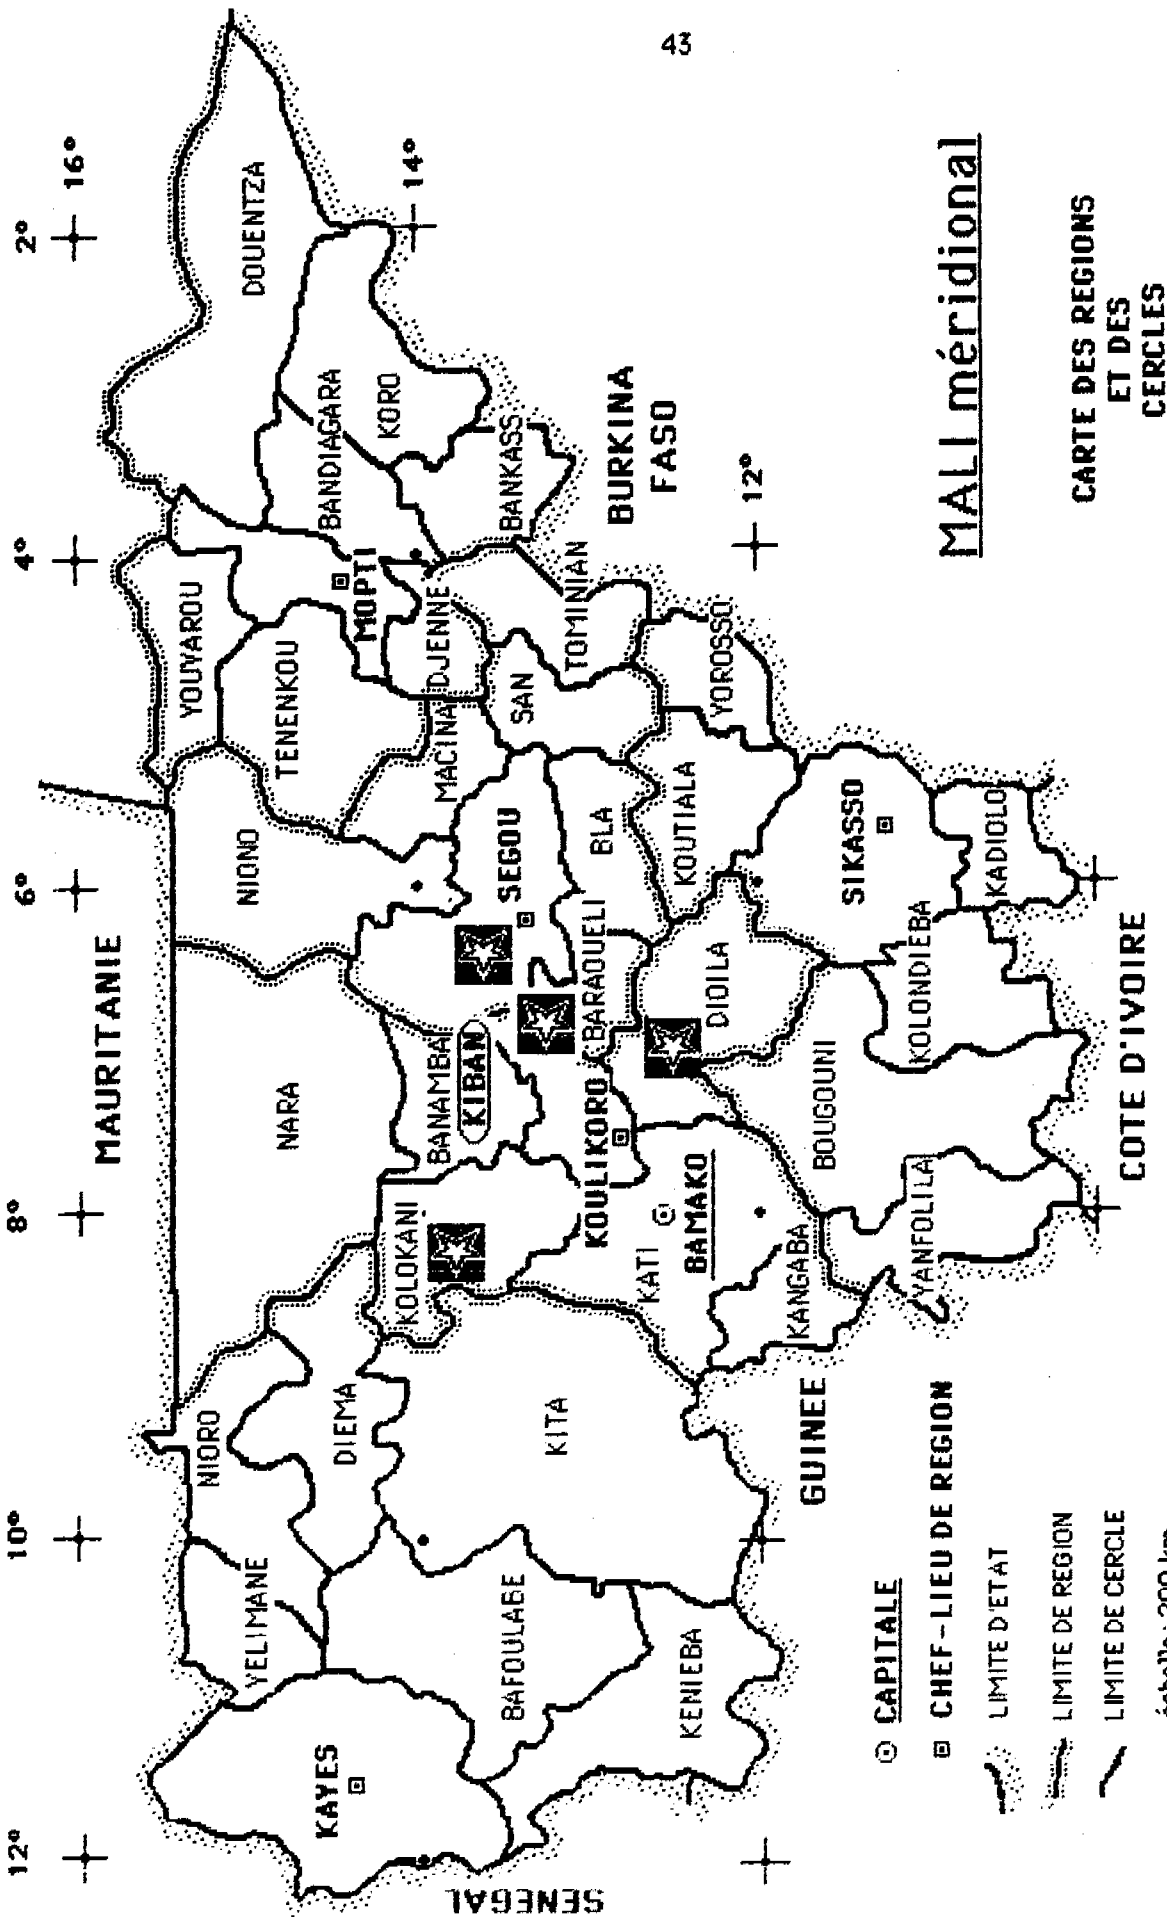 43
MAURITANIE
12°
10°
8°
6°
4°
2°
16°
14°
12°
SENEGAL
KAYES
YELIMANE
NIORO
DIEMA
BAFOULABE
KENIEBA
KITA
NARA
KOLOKANI
BANAMBA
KIBAN
KOULIKORO
KATI
BAMAKO
KANGABA
DIOILA
NIONO
SEGOU
BARAOUELI
BLA
MACINA
SAN
TOMINIAN
YOUVAROU
TENENKOU
MOPTI
DJENNE
DOUENTZA
BANDIAGARA
KORO
BANKASS
KOUTIALA
YOROSSO
SIKASSO
KADIOLO
KOLONDIEBA
BOUGOUNI
YANFOLILA
BURKINA
FASO
GUINEE
COTE D'IVOIRE
MALI méridional
CARTE DES REGIONS
ET DES
CERCLES
CAPITALE
CHEF-LIEU DE REGION
LIMITE D'ETAT
LIMITE DE REGION
LIMITE DE CERCLE